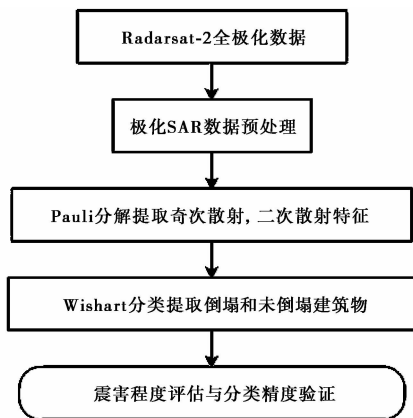 Radarsat-2全极化数据
极化SAR数据预处理
Pauli分解提取奇次散射, 二次散射特征
Wishart分类提取倒塌和未倒塌建筑物
震害程度评估与分类精度验证